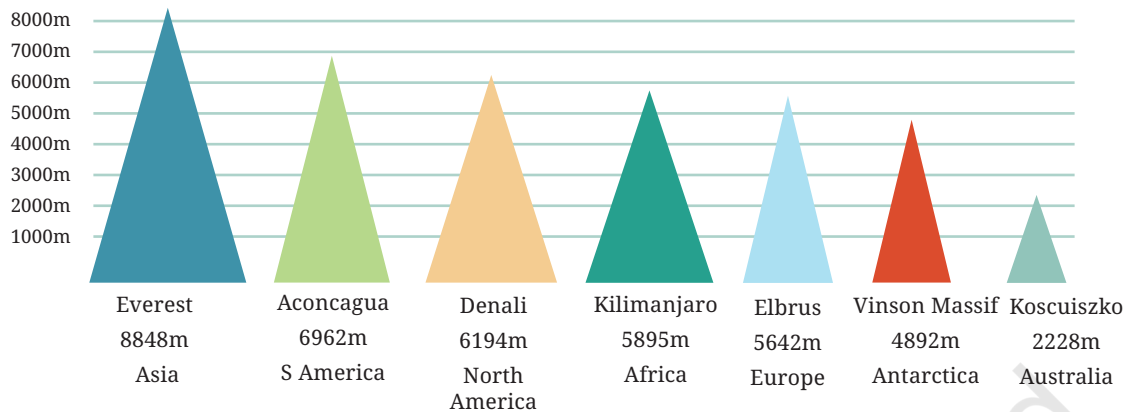 8000m
7000m
6000m
5000m
4000m
3000m
2000m
1000m
Everest
8848m
Asia
Aconcagua
6962m
S America
Denali
6194m
North
America
Kilimanjaro
5895m
Africa
Elbrus
5642m
Europe
Vinson Massif
4892m
Antarctica
Koscuiszko
2228m
Australia